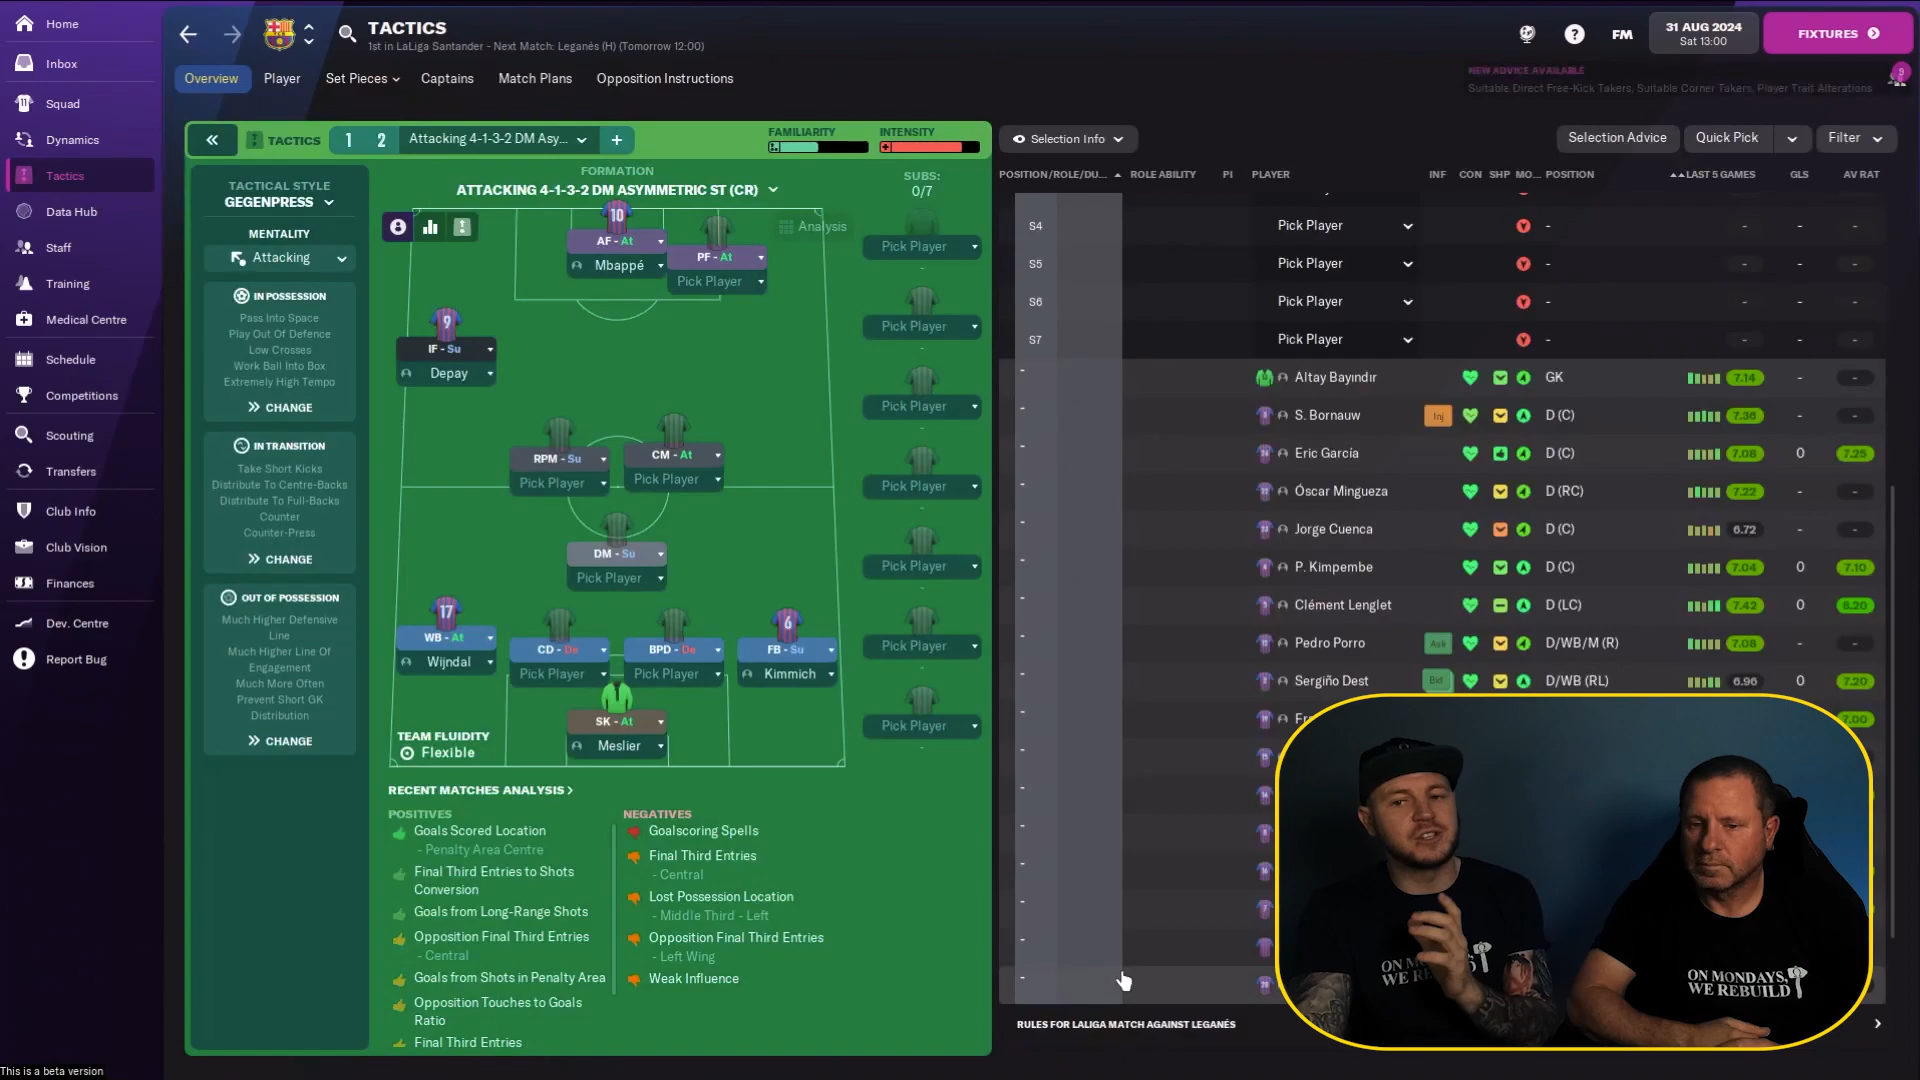 Home
Inbox
Squad
Dynamics
Tactics
Data Hub
Staff
Training
Medical Centre
Schedule
Competitions
Scouting
Transfers
Club Info
Club Vision
Finances
Dev. Centre
Report Bug
This is a beta version
TACTICS
1st in LaLiga Santander - Next Match: Leganés (H) (Tomorrow 12:00)
FM
31 AUG 2024
Sat 13:00
FIXTURES
Overview
Player
Set Pieces
Captains
Match Plans
Opposition Instructions
NEW ADVICE AVAILABLE
Suitable Direct Free-Kick Takers, Suitable Corner Takers, Player Trait Alterations
9
TACTICS
1
2
Attacking 4-1-3-2 DM Asy...
FAMILIARITY
INTENSITY
TACTICAL STYLE
GEGENPRESS
MENTALITY
Attacking
IN POSSESSION
Pass Into Space
Play Out Of Defence
Low Crosses
Work Ball Into Box
Extremely High Tempo
CHANGE
IN TRANSITION
Take Short Kicks
Distribute To Centre-Backs
Distribute To Full-Backs
Counter
Counter-Press
CHANGE
OUT OF POSSESSION
Much Higher Defensive
Line
Much Higher Line Of
Engagement
Much More Often
Prevent Short GK
Distribution
CHANGE
FORMATION
ATTACKING 4-1-3-2 DM ASYMMETRIC ST (CR)
SUBS:
0/7
Analysis
10
AF - At
Mbappé
PF - At
Pick Player
9
IF - Su
Depay
RPM - Su
Pick Player
CM - At
Pick Player
DM - Su
Pick Player
17
WB - At
Wijndal
CD - De
Pick Player
BPD - De
Pick Player
6
FB - Su
Kimmich
SK - At
Meslier
TEAM FLUIDITY
Flexible
Pick Player
Pick Player
Pick Player
Pick Player
Pick Player
Pick Player
Pick Player
RECENT MATCHES ANALYSIS
POSITIVES
Goals Scored Location
- Penalty Area Centre
Final Third Entries to Shots
Conversion
Goals from Long-Range Shots
Opposition Final Third Entries
- Central
Goals from Shots in Penalty Area
Opposition Touches to Goals
Ratio
Final Third Entries
NEGATIVES
Goalscoring Spells
Final Third Entries
- Central
Lost Possession Location
- Middle Third - Left
Opposition Final Third Entries
- Left Wing
Weak Influence
Selection Info
Selection Advice
Quick Pick
Filter
POSITION/ROLE/DU... ROLE ABILITY PI PLAYER INF CON SHP MO... POSITION LAST 5 GAMES GLS AV RAT
S4 Pick Player - - - -
S5 Pick Player - - - -
S6 Pick Player - - - -
S7 Pick Player - - - -
- Altay Bayındır GK 7.14 - -
- S. Bornauw Inj D (C) 7.36 - -
- Eric García D (C) 7.08 0 7.25
- Óscar Mingueza D (RC) 7.22 - -
- Jorge Cuenca D (C) 6.72 - -
- P. Kimpembe D (C) 7.04 0 7.10
- Clément Lenglet D (LC) 7.42 0 8.20
- Pedro Porro Ask D/WB/M (R) 7.08 - -
- Sergiño Dest Bid D/WB (RL) 6.96 0 7.20
7.00
RULES FOR LALIGA MATCH AGAINST LEGANÉS
ON MONDAYS,
WE REBUILD